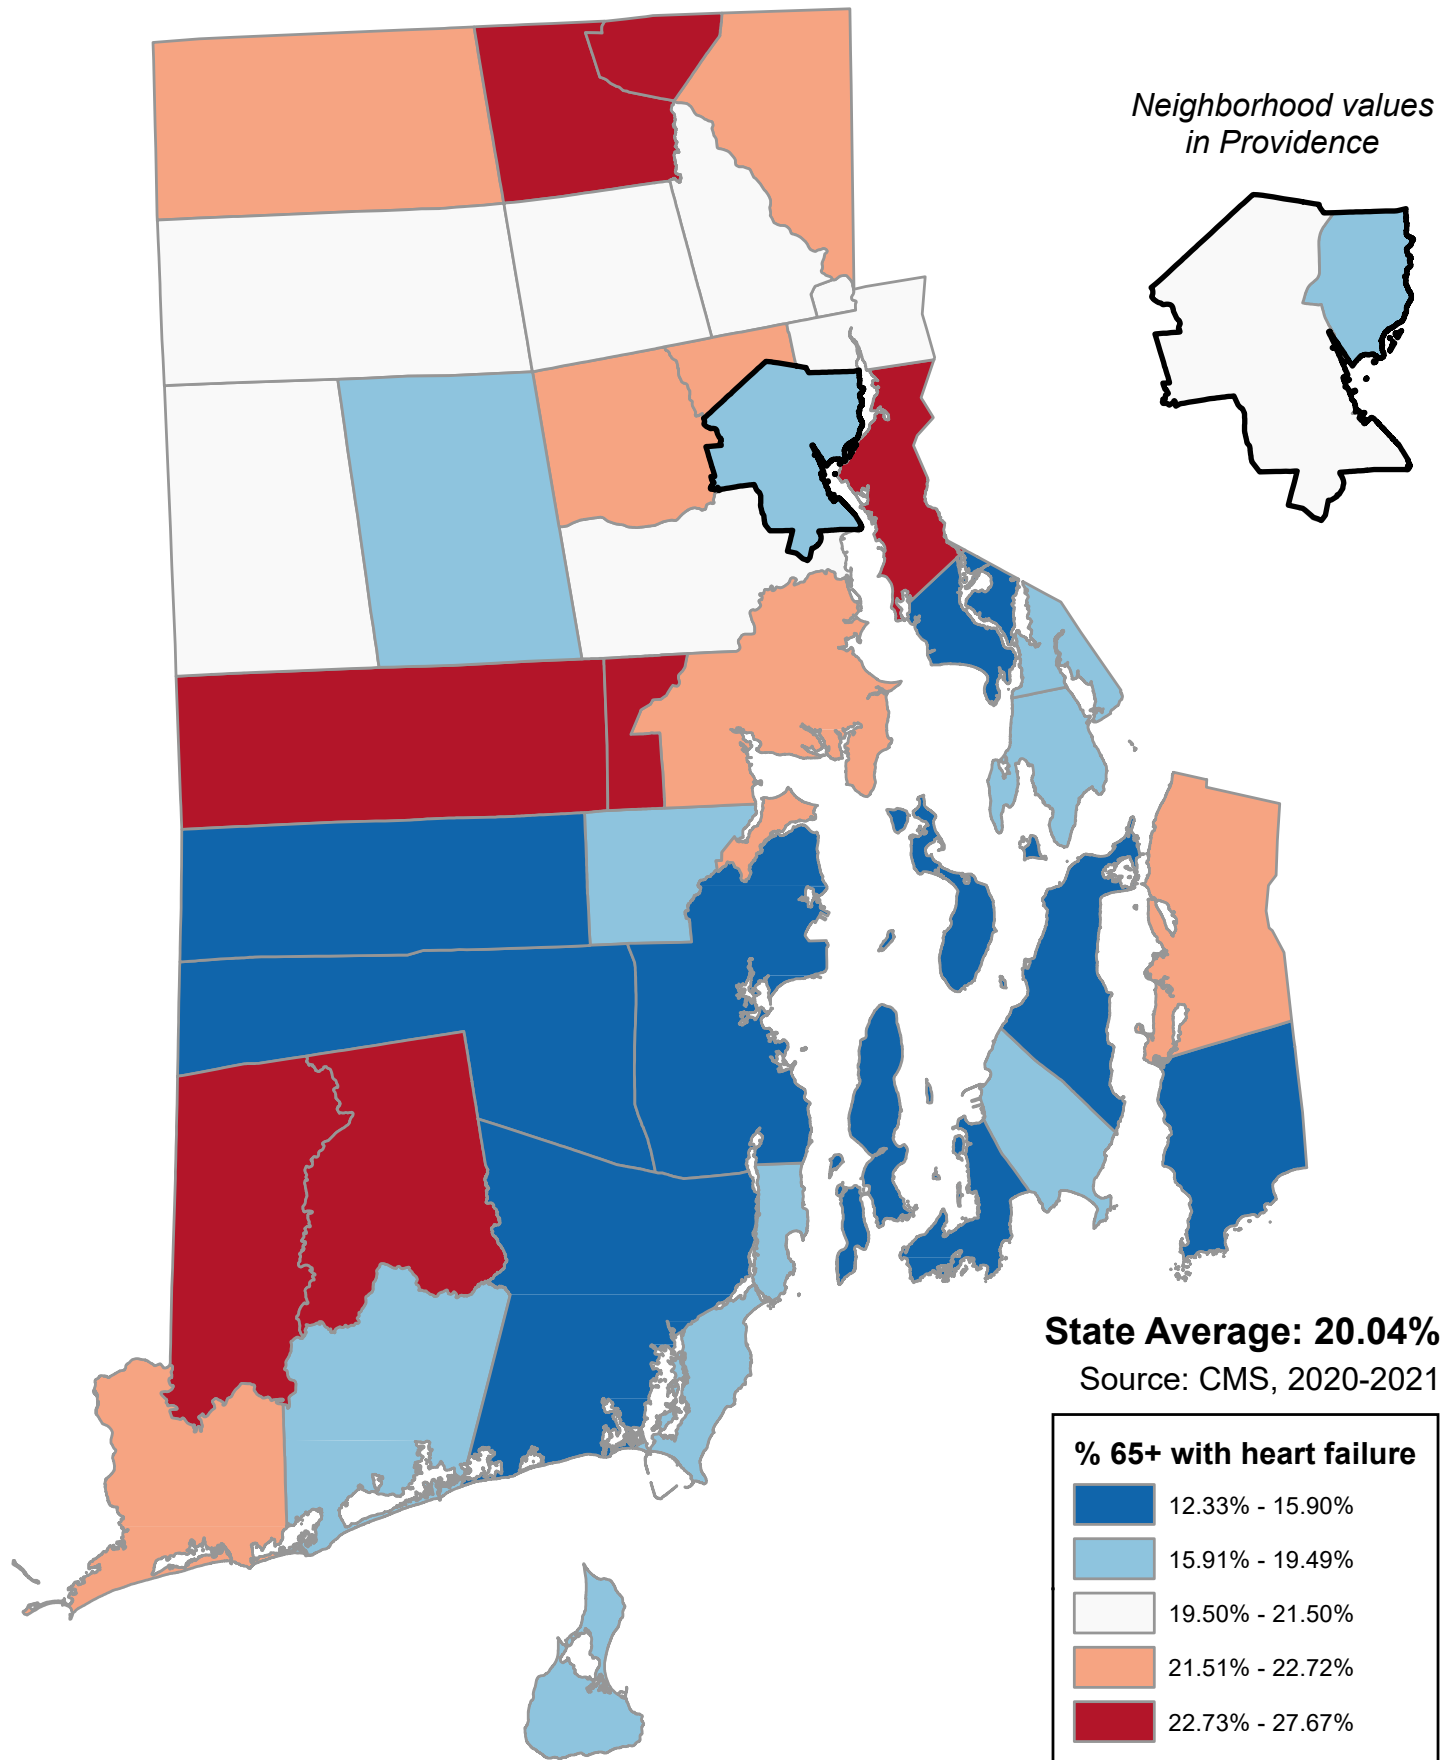 Neighborhood values
in Providence
State Average: 20.04%
Source: CMS, 2020-2021
% 65+ with heart failure
12.33% - 15.90%
15.91% - 19.49%
19.50% - 21.50%
21.51% - 22.72%
22.73% - 27.67%